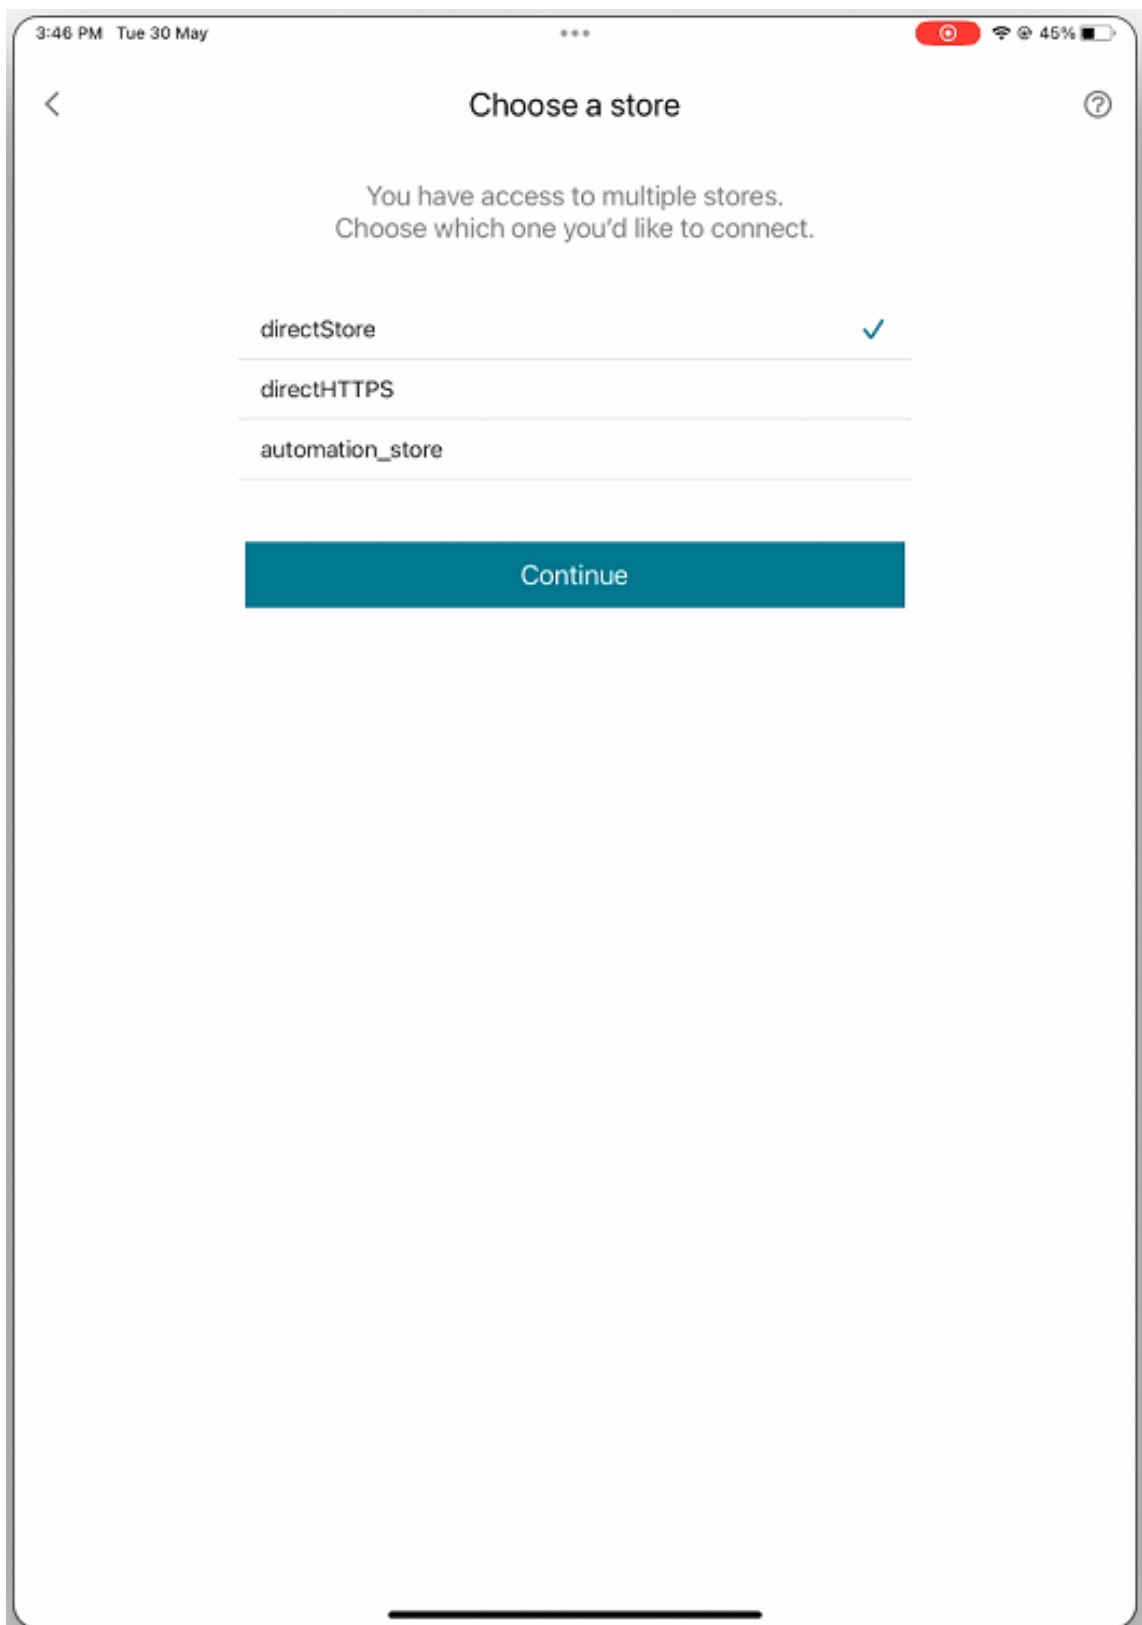 3:46 PM Tue 30 May
45%
Choose a store
You have access to multiple stores.
Choose which one you'd like to connect.
directStore
directHTTPS
automation_store
Continue